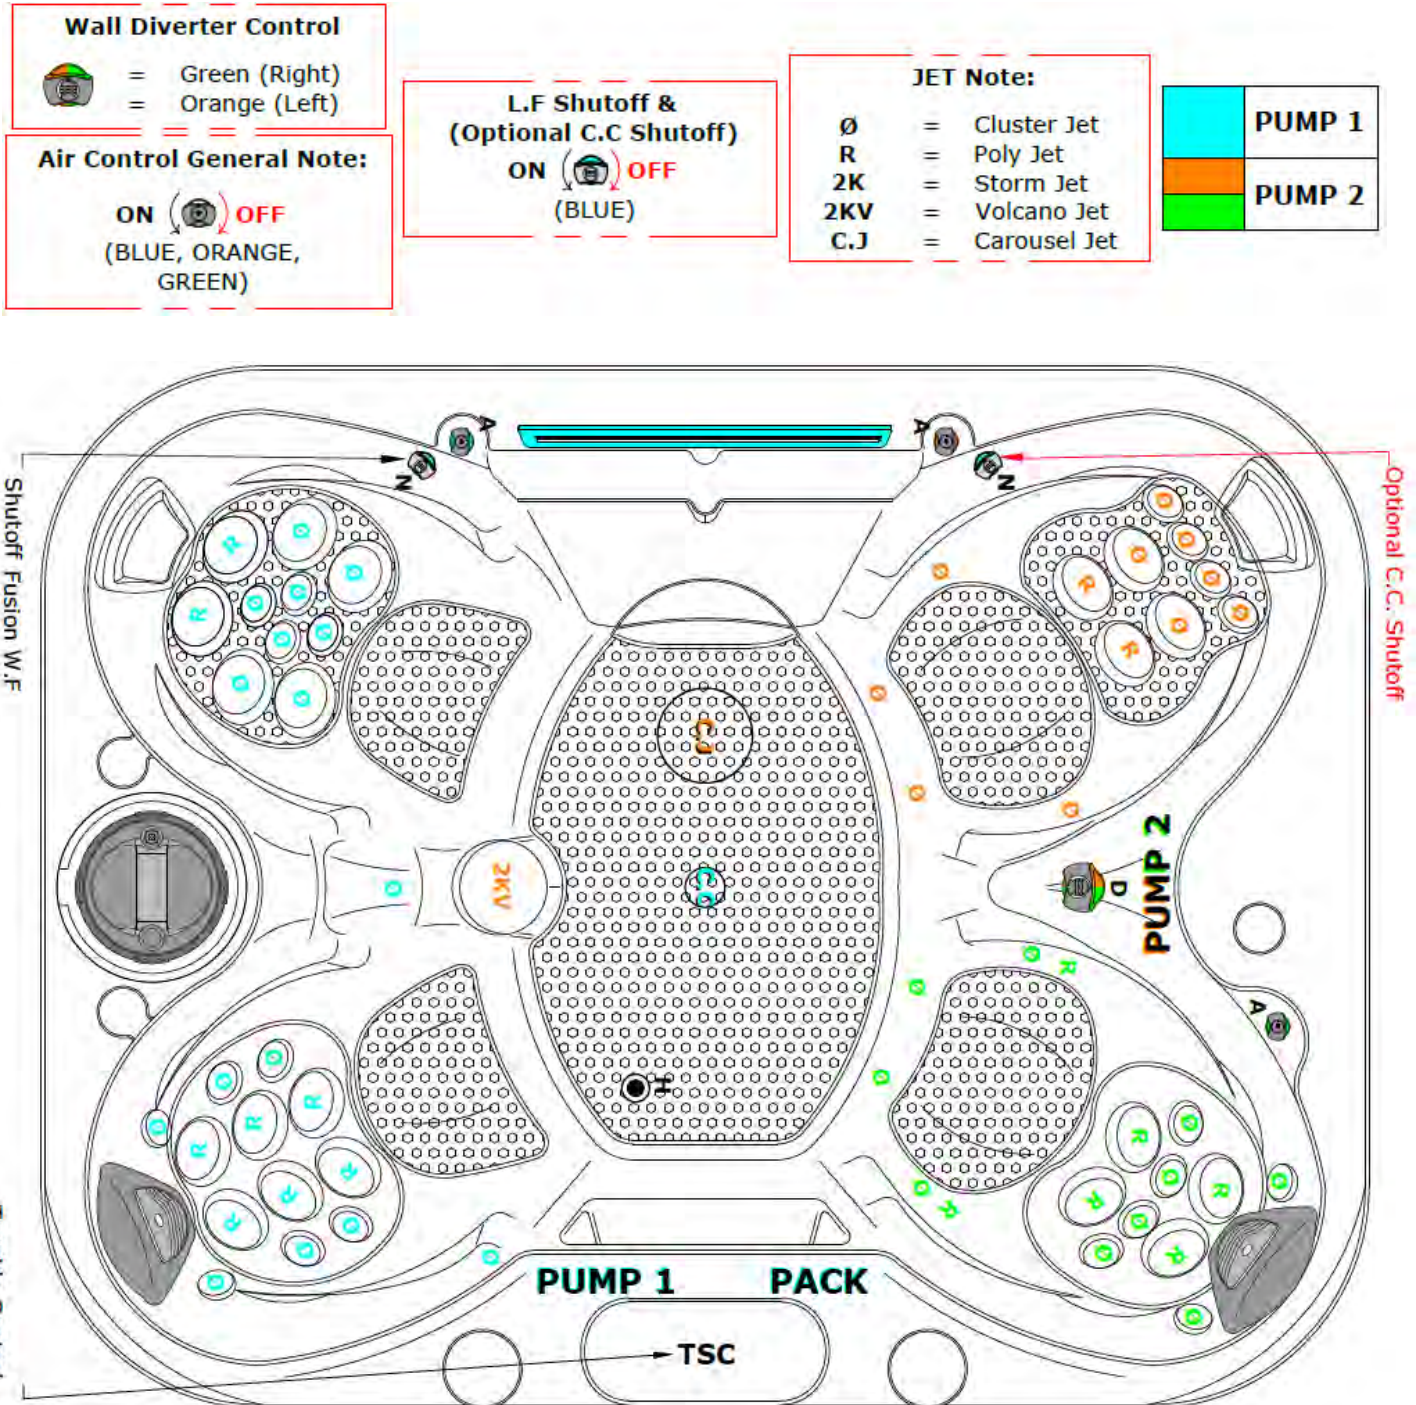 Wall Diverter Control
= Green (Right)
= Orange (Left)
Air Control General Note:
ON OFF
(BLUE, ORANGE,
GREEN)
L.F Shutoff &
(Optional C.C Shutoff)
ON OFF
(BLUE)
JET Note:
Ø = Cluster Jet
R = Poly Jet
2K = Storm Jet
2KV = Volcano Jet
C.J = Carousel Jet
PUMP 1
PUMP 2
A
A
N
N
Shutoff Fusion W.F
Optional C.C. Shutoff
R
Ø
Ø
R
Ø
Ø
Ø
Ø
Ø
Ø
Ø
Ø
Ø
Ø
Ø
Ø
R
Ø
R
Ø
Ø
Ø
Ø
C.J
2KV
C.C
Ø
D
PUMP 2
A
H
Ø
R
Ø
Ø
Ø
R
Ø
Ø
Ø
R
R
R
R
R
R
Ø
Ø
Ø
Ø
R
Ø
Ø
R
R
Ø
Ø
R
Ø
Ø
PUMP 1 PACK
TSC